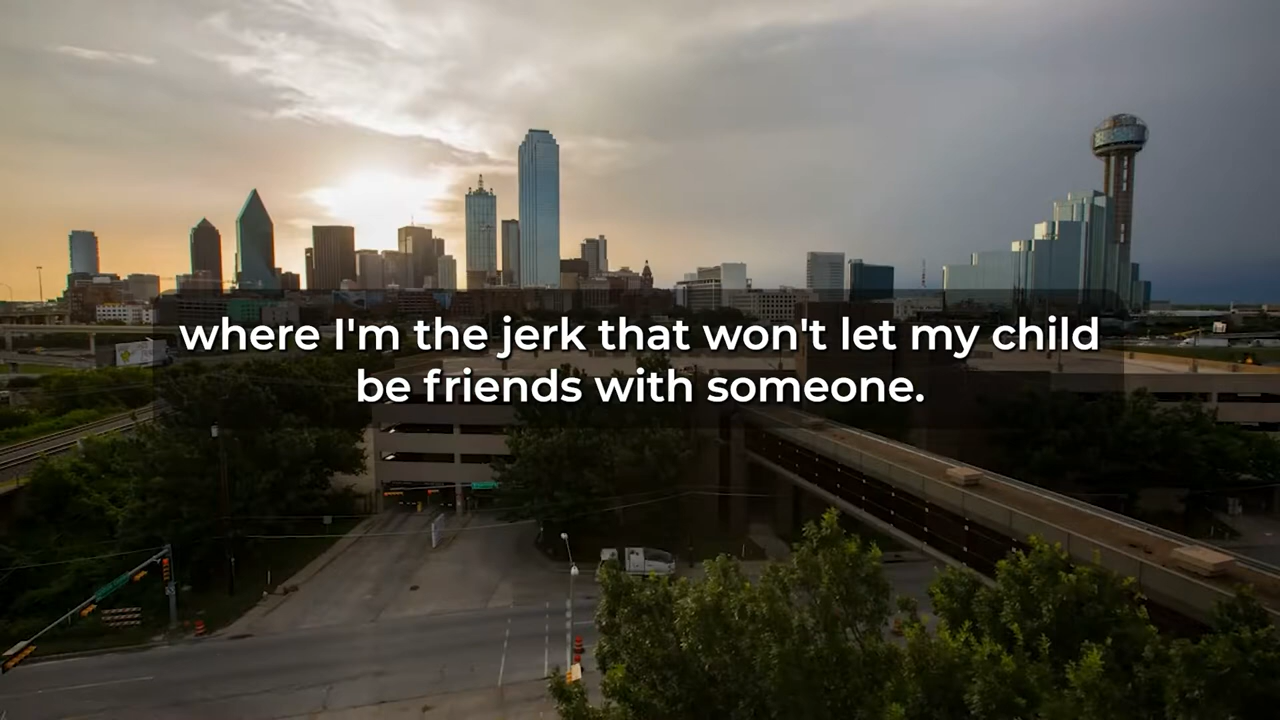 where I'm the jerk that won't let my child
be friends with someone.